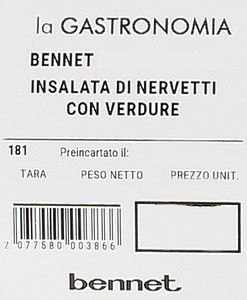 la GASTRONOMIA
BENNET
INSALATA DI NERVETTI
CON VERDURE
181 Preincartato il:
TARA PESO NETTO PREZZO UNIT.
2 077580 003866
bennet